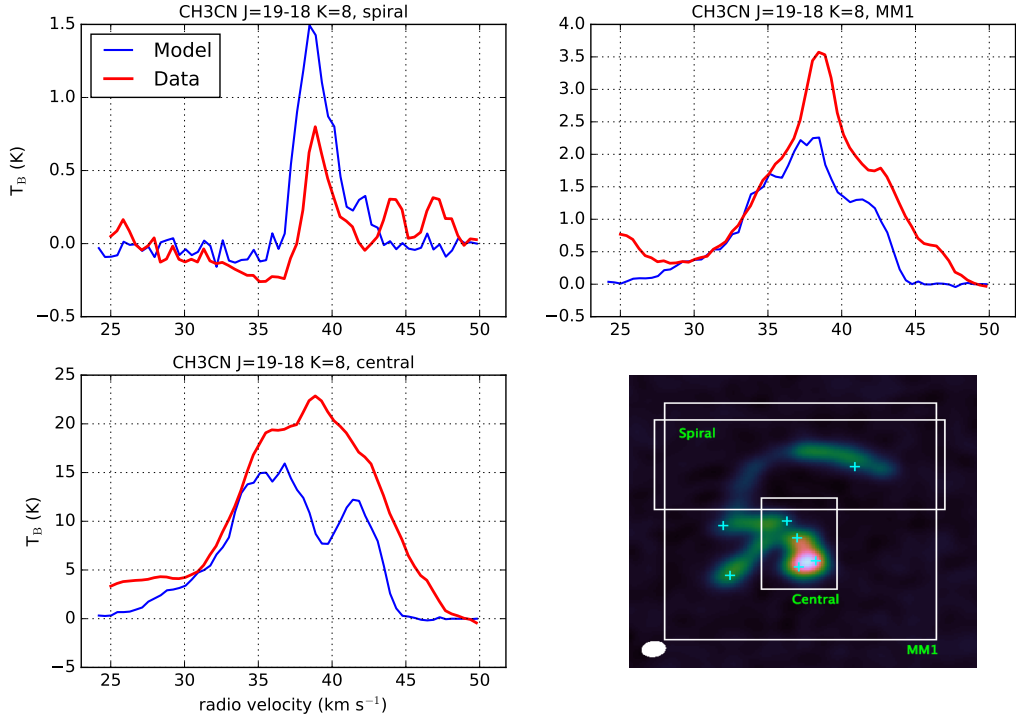 CH3CN J=19-18 K=8, spiral
1.5
1.0
0.5
0.0
−0.5
T_B (K)
Model
Data
25 30 35 40 45 50
CH3CN J=19-18 K=8, MM1
4.0
3.5
3.0
2.5
2.0
1.5
1.0
0.5
0.0
−0.5
25 30 35 40 45 50
CH3CN J=19-18 K=8, central
25
20
15
10
5
0
−5
T_B (K)
25 30 35 40 45 50
radio velocity (km s⁻¹)
Spiral
Central
MM1